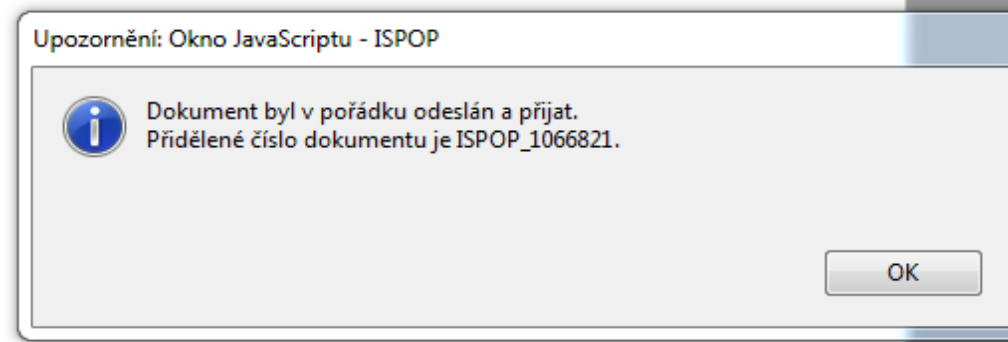 Upozornění: Okno JavaScriptu - ISPOP
Dokument byl v pořádku odeslán a přijat.
Přidělené číslo dokumentu je ISPOP_1066821.
OK